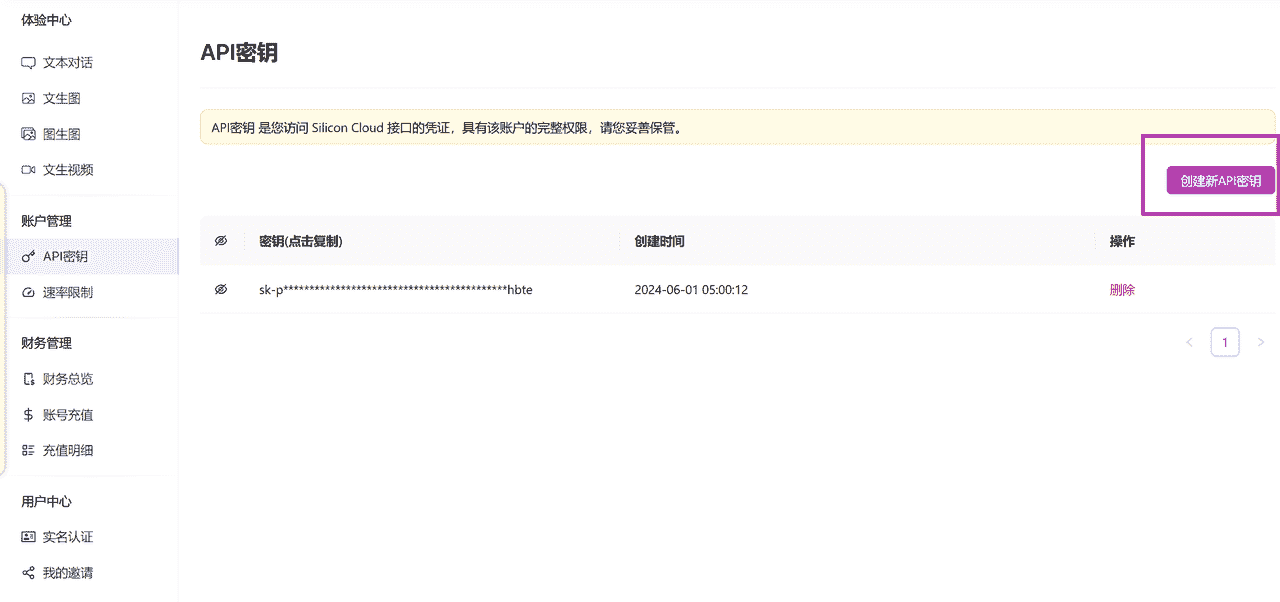 体验中心
文本对话
文生图
图生图
文生视频
账户管理
API密钥
速率限制
财务管理
财务总览
账号充值
充值明细
用户中心
实名认证
我的邀请
API密钥
API密钥 是您访问 Silicon Cloud 接口的凭证，具有该账户的完整权限，请您妥善保管。
创建新API密钥
密钥(点击复制) 创建时间 操作
sk-p********************************************hbte 2024-06-01 05:00:12 删除
1